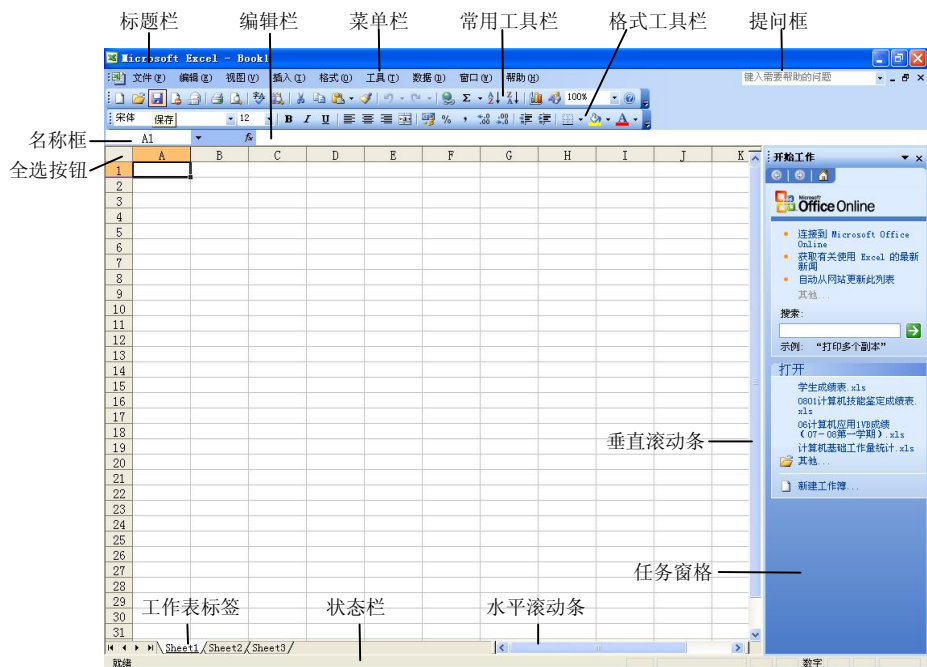 标题栏 编辑栏 菜单栏 常用工具栏 格式工具栏 提问框
Microsoft Excel - Book1
文件(F) 编辑(E) 视图(V) 插入(I) 格式(O) 工具(T) 数据(D) 窗口(W) 帮助(H) 键入需要帮助的问题
100%
宋体 保存 12 B I U
名称框 A1 fx
全选按钮
A B C D E F G H I J K
1
2
3
4
5
6
7
8
9
10
11
12
13
14
15
16
17
18
19
20
21
22
23
24
25
26
27
28
29
30
31
开始工作
Microsoft
Office Online
连接到 Microsoft Office
Online
获取有关使用 Excel 的最新
新闻
自动从网站更新此列表
其他...
搜索:
示例: “打印多个副本”
打开
学生成绩表.xls
0801计算机技能鉴定成绩表.
xls
06计算机应用1VB成绩
(07-08第一学期).xls
计算机基础工作量统计.xls
其他...
新建工作簿...
垂直滚动条
任务窗格
工作表标签 状态栏 水平滚动条
Sheet1 Sheet2 Sheet3
就绪 数字